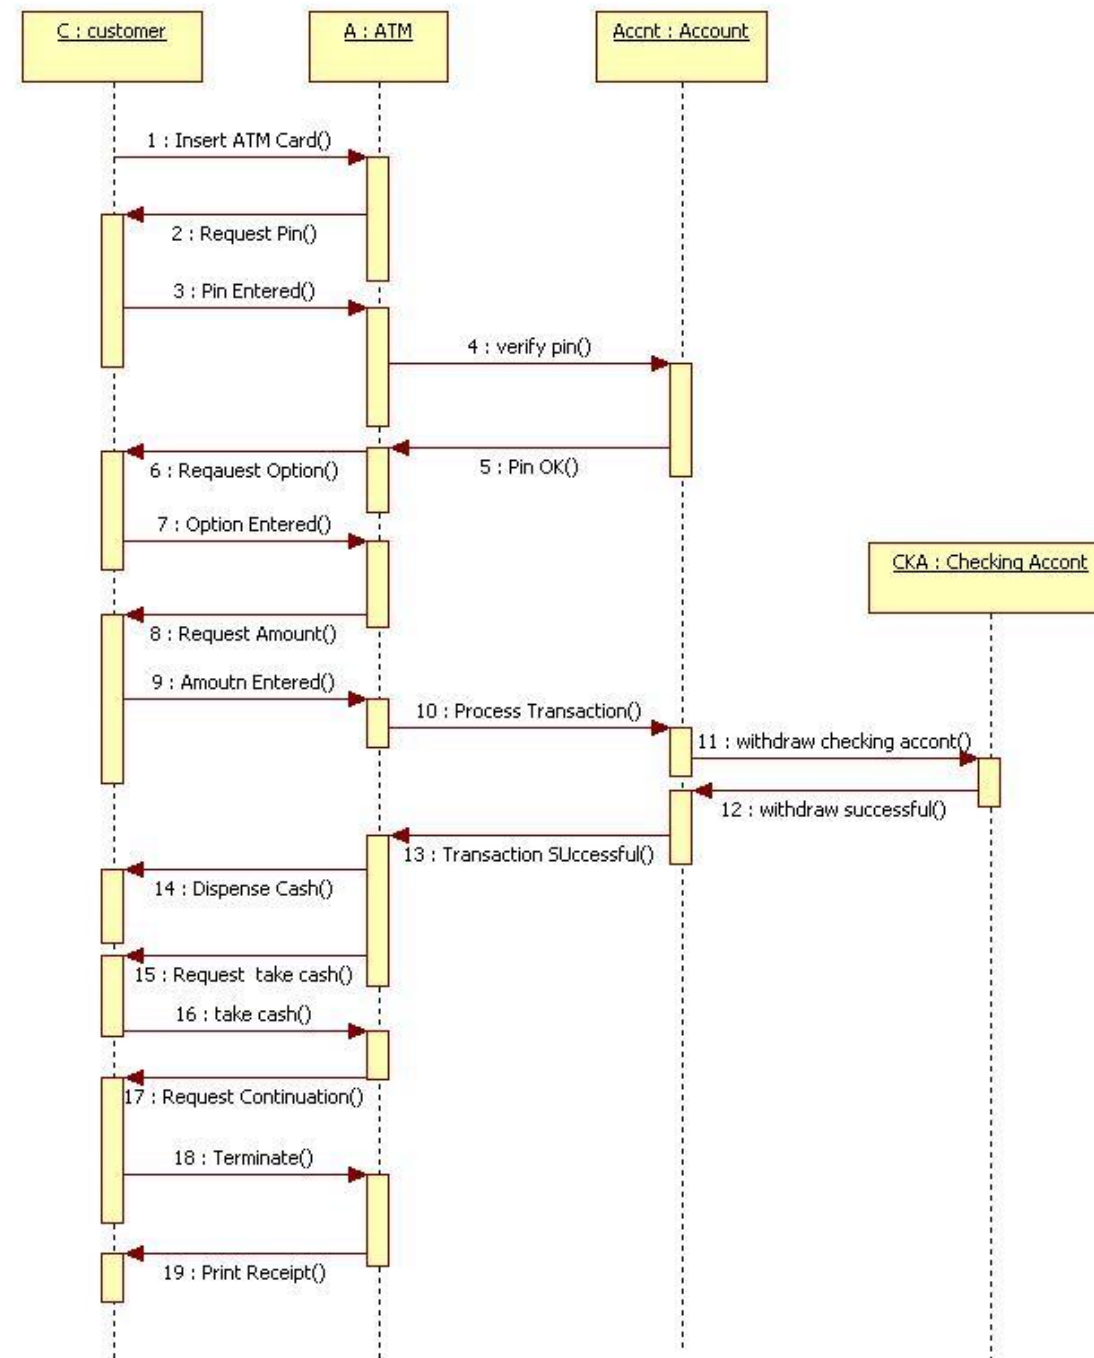 C : customer
A : ATM
Accnt : Account
1 : Insert ATM Card()
2 : Request Pin()
3 : Pin Entered()
4 : verify pin()
5 : Pin OK()
6 : Reqauest Option()
7 : Option Entered()
CKA : Checking Accont
8 : Request Amount()
9 : Amoutn Entered()
10 : Process Transaction()
11 : withdraw checking accont()
12 : withdraw successful()
13 : Transaction SUccessful()
14 : Dispense Cash()
15 : Request  take cash()
16 : take cash()
17 : Request Continuation()
18 : Terminate()
19 : Print Receipt()